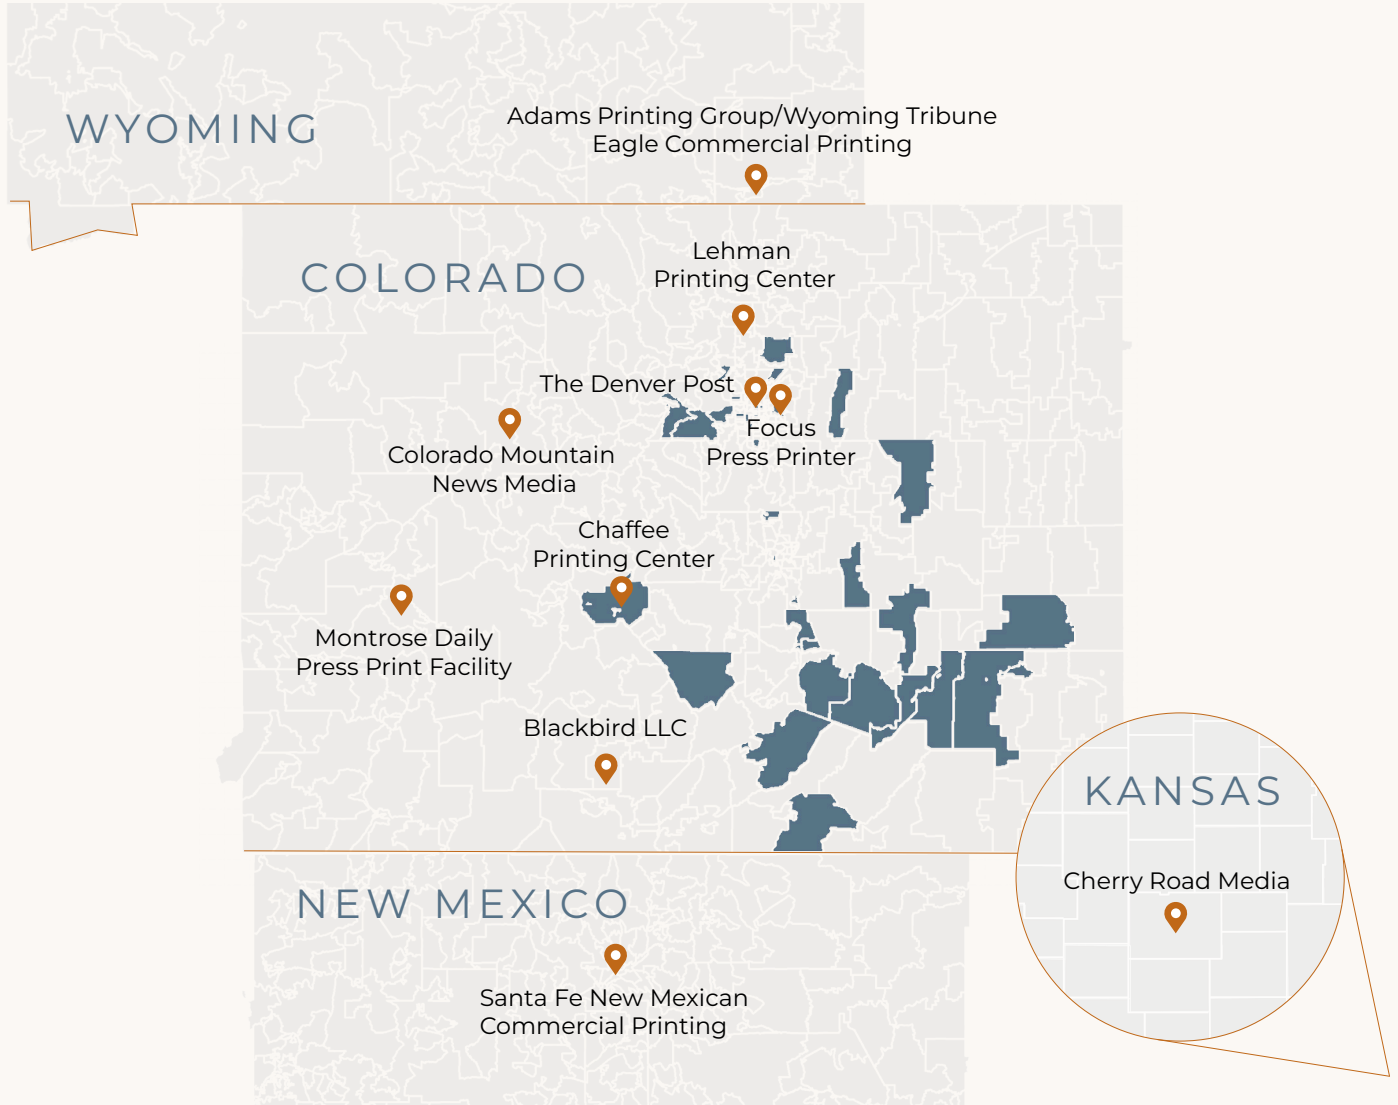 WYOMING
Adams Printing Group/Wyoming Tribune
Eagle Commercial Printing
COLORADO
Lehman
Printing Center
The Denver Post
Focus
Press Printer
Colorado Mountain
News Media
Chaffee
Printing Center
Montrose Daily
Press Print Facility
Blackbird LLC
KANSAS
Cherry Road Media
NEW MEXICO
Santa Fe New Mexican
Commercial Printing